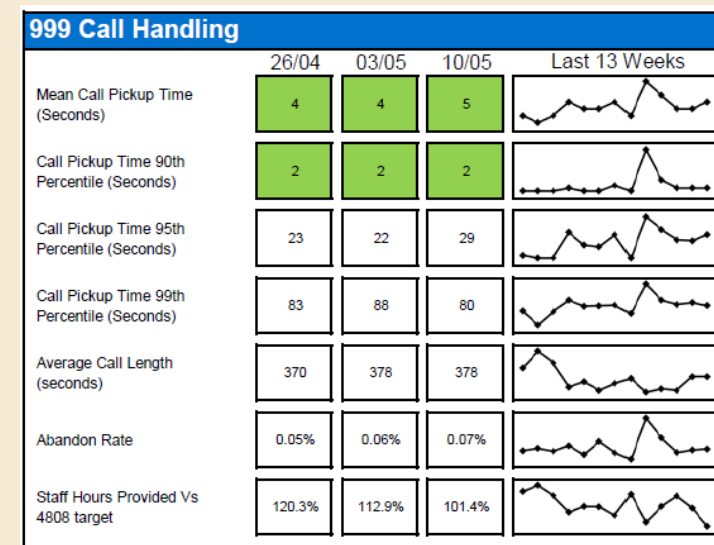 999 Call Handling
26/04 03/05 10/05 Last 13 Weeks
Mean Call Pickup Time
(Seconds)
4 4 5
Call Pickup Time 90th
Percentile (Seconds)
2 2 2
Call Pickup Time 95th
Percentile (Seconds)
23 22 29
Call Pickup Time 99th
Percentile (Seconds)
83 88 80
Average Call Length
(seconds)
370 378 378
Abandon Rate
0.05% 0.06% 0.07%
Staff Hours Provided Vs
4808 target
120.3% 112.9% 101.4%